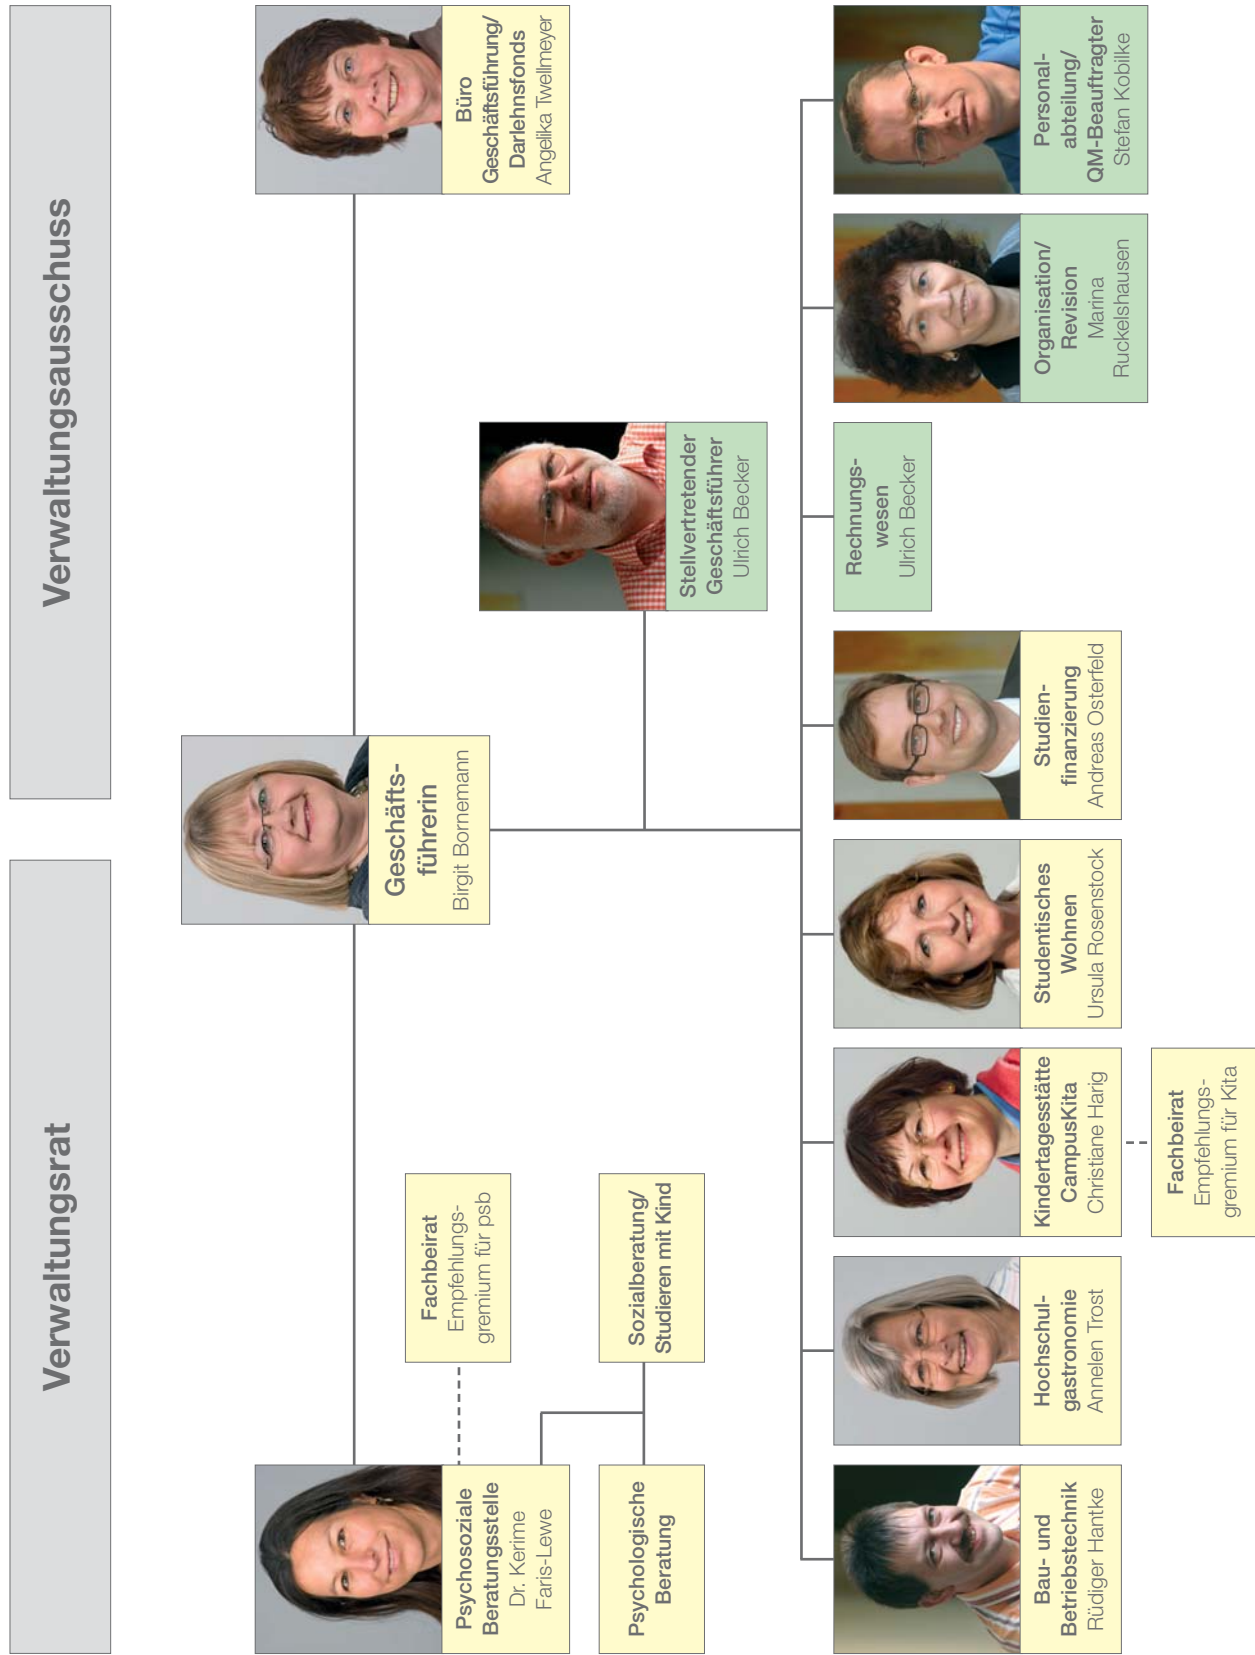 Verwaltungsrat
Verwaltungsausschuss
Geschäfts-
führerin
Birgit Bornemann
Psychosoziale
Beratungsstelle
Dr. Kerime
Faris-Lewe
Fachbeirat
Empfehlungs-
gremium für psb
Psychologische
Beratung
Sozialberatung/
Studieren mit Kind
Büro
Geschäftsführung/
Darlehnsfonds
Angelika Twellmeyer
Stellvertretender
Geschäftsführer
Ulrich Becker
Bau- und
Betriebstechnik
Rüdiger Hantke
Hochschul-
gastronomie
Annelen Trost
Kindertagesstätte
CampusKita
Christiane Harig
Fachbeirat
Empfehlungs-
gremium für Kita
Studentisches
Wohnen
Ursula Rosenstock
Studien-
finanzierung
Andreas Osterfeld
Rechnungs-
wesen
Ulrich Becker
Organisation/
Revision
Marina
Ruckelshausen
Personal-
abteilung/
QM-Beauftragter
Stefan Kobilke